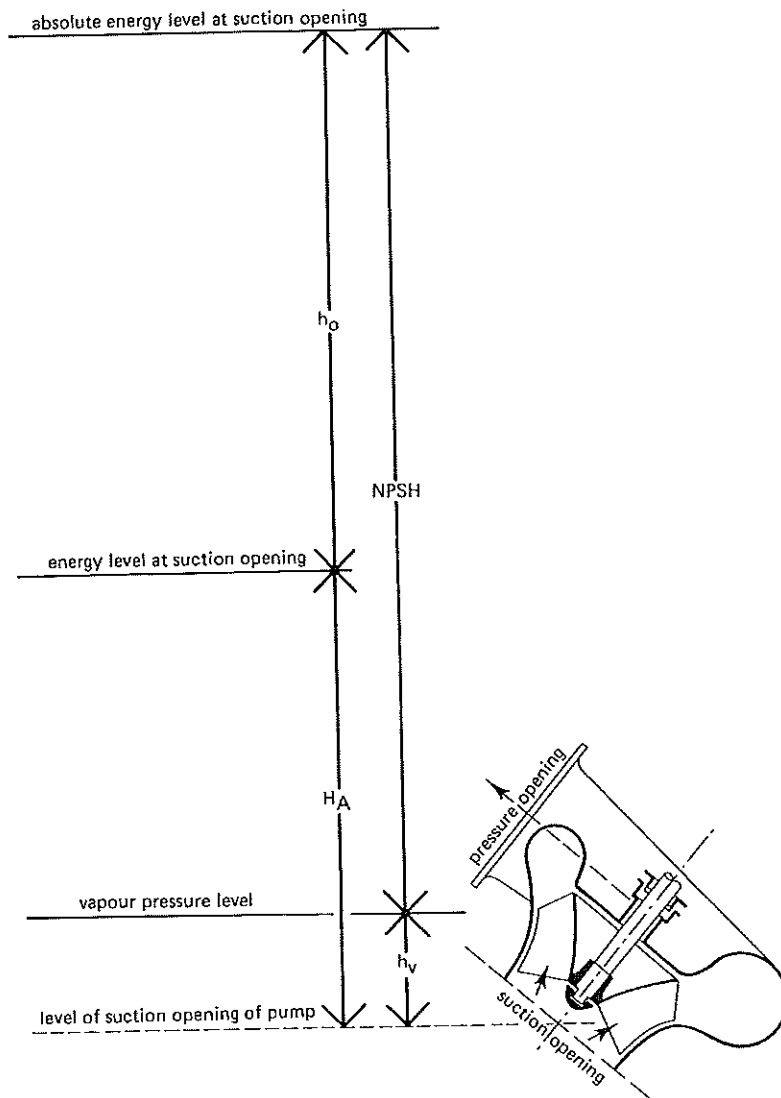 absolute energy level at suction opening
ho
NPSH
energy level at suction opening
HA
pressure opening
vapour pressure level
hv
level of suction opening of pump
suction opening